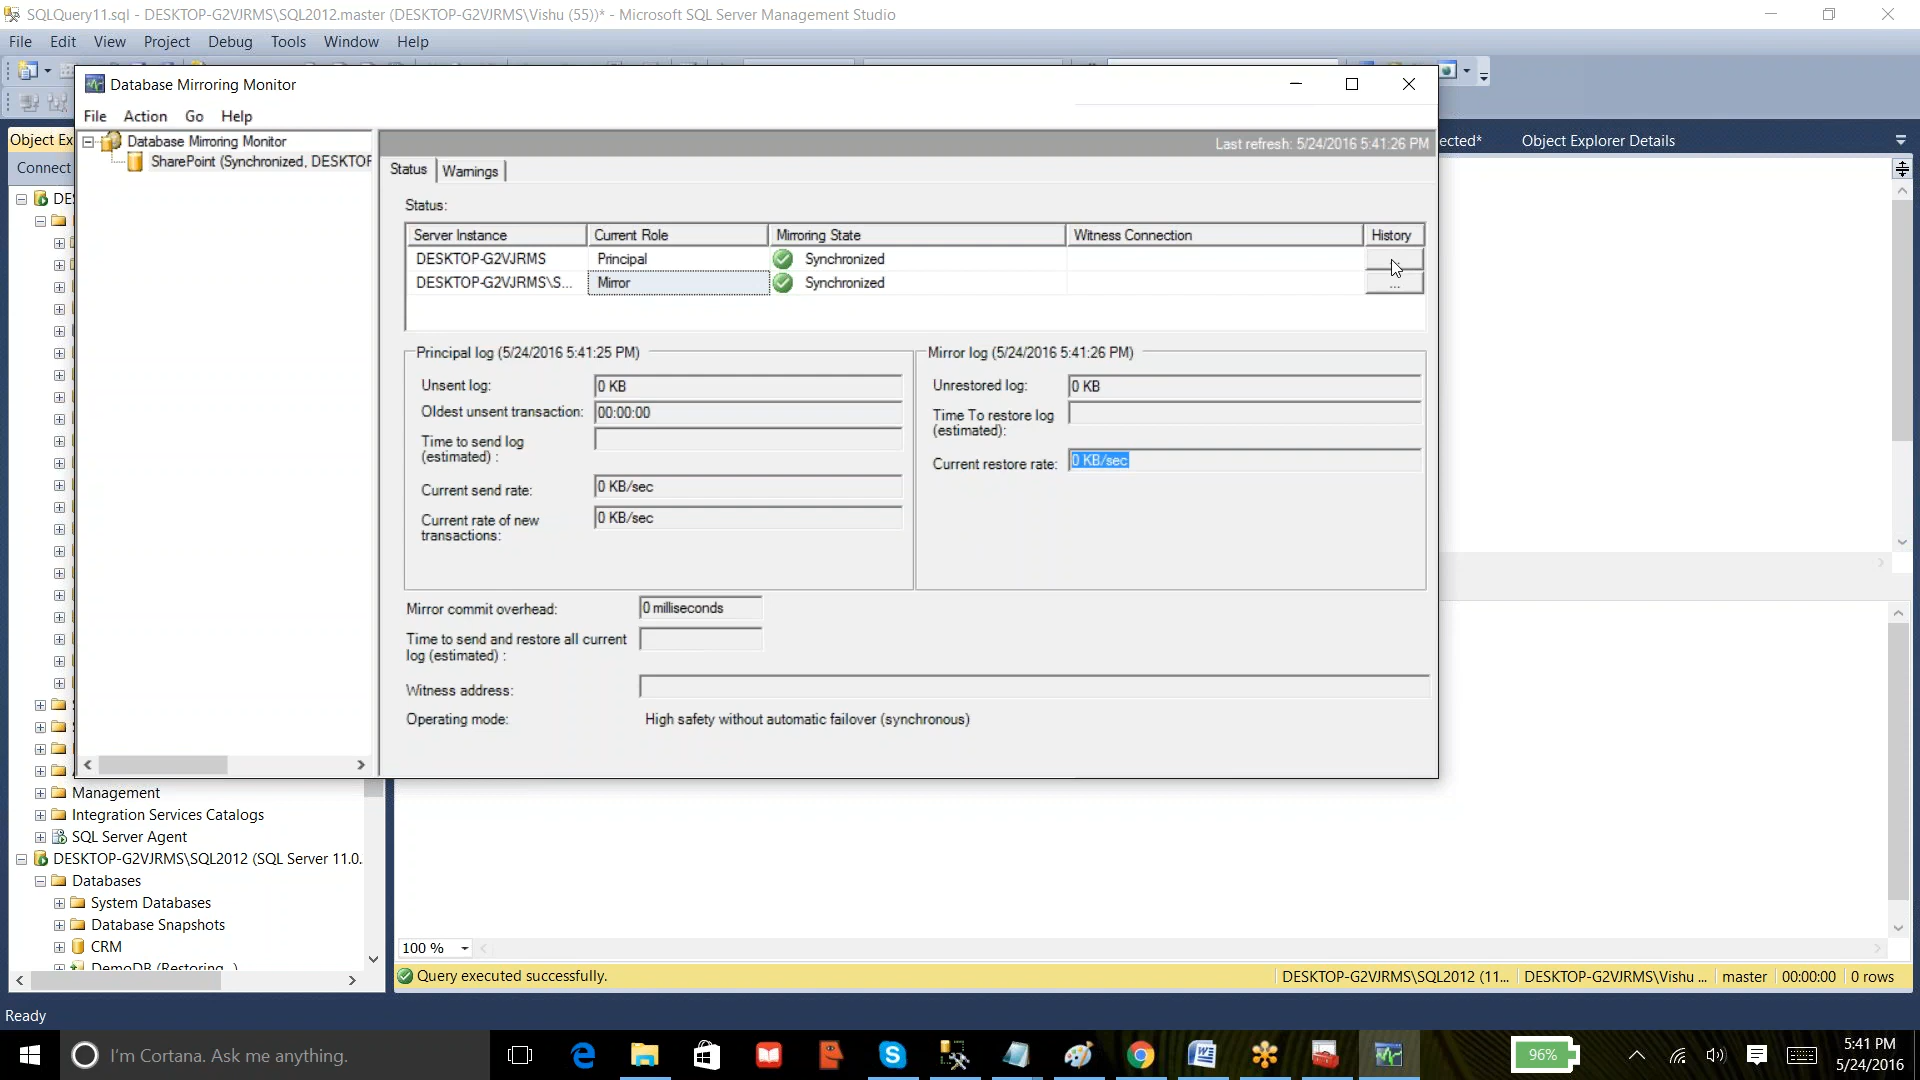 SQLQuery11.sql - DESKTOP-G2VJRMS\SQL2012.master (DESKTOP-G2VJRMS\Vishu (55))* - Microsoft SQL Server Management Studio
File Edit View Project Debug Tools Window Help
Database Mirroring Monitor
File Action Go Help
Object Ex
Connect
DE
Database Mirroring Monitor
SharePoint (Synchronized, DESKTOP
Last refresh: 5/24/2016 5:41:26 PM
ected*
Object Explorer Details
Status Warnings
Status:
Server Instance Current Role Mirroring State Witness Connection History
DESKTOP-G2VJRMS Principal Synchronized
DESKTOP-G2VJRMS\S... Mirror Synchronized ...
Principal log (5/24/2016 5:41:25 PM)
Unsent log: 0 KB
Oldest unsent transaction: 00:00:00
Time to send log
(estimated) :
Current send rate: 0 KB/sec
Current rate of new 0 KB/sec
transactions:
Mirror log (5/24/2016 5:41:26 PM)
Unrestored log: 0 KB
Time To restore log
(estimated):
Current restore rate: 0 KB/sec
Mirror commit overhead: 0 milliseconds
Time to send and restore all current
log (estimated) :
Witness address:
Operating mode: High safety without automatic failover (synchronous)
Management
Integration Services Catalogs
SQL Server Agent
DESKTOP-G2VJRMS\SQL2012 (SQL Server 11.0.
Databases
System Databases
Database Snapshots
CRM
DemoDB (Restoring...)
100 %
Query executed successfully.
DESKTOP-G2VJRMS\SQL2012 (11... DESKTOP-G2VJRMS\Vishu ... master 00:00:00 0 rows
Ready
I'm Cortana. Ask me anything.
96%
5:41 PM
5/24/2016